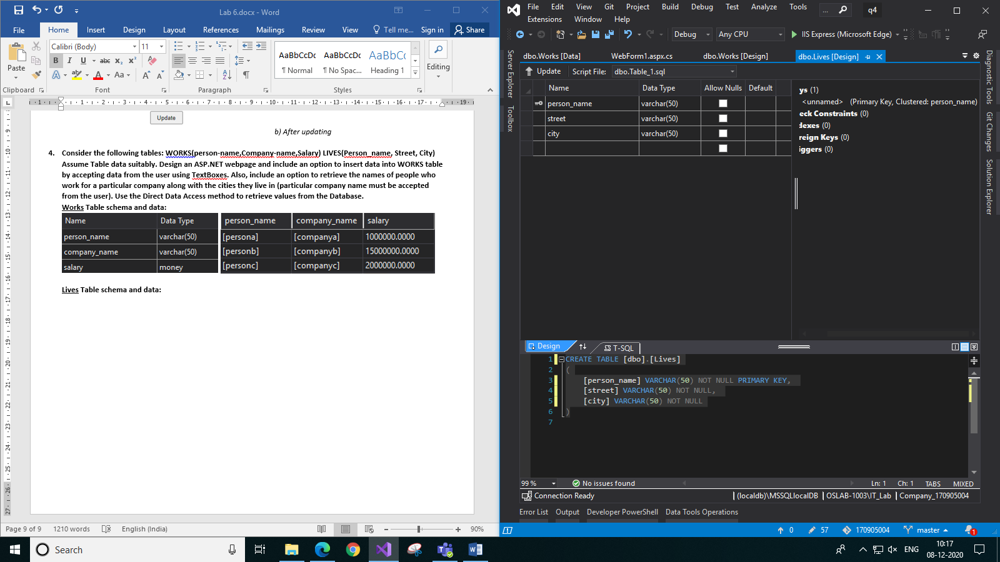 Lab 6.docx - Word
File
Home
Insert
Design
Layout
References
Mailings
Review
View
Tell me...
Sign in
Share
Paste
Calibri (Body)
11
B I U abc x₂ x²
Aa
AaBbCcDc
¶ Normal
AaBbCcDc
¶ No Spac...
AaBbCc
Heading 1
Editing
Clipboard
Font
Paragraph
Styles
Update
b) After updating
4. Consider the following tables: WORKS(person-name,Company-name,Salary) LIVES(Person_name, Street, City)
Assume Table data suitably. Design an ASP.NET webpage and include an option to insert data into WORKS table
by accepting data from the user using TextBoxes. Also, include an option to retrieve the names of people who
work for a particular company along with the cities they live in (particular company name must be accepted
from the user). Use the Direct Data Access method to retrieve values from the Database.
Works Table schema and data:
Name Data Type
person_name varchar(50)
company_name varchar(50)
salary money
person_name company_name salary
[persona] [companya] 1000000.0000
[personb] [companyb] 15000000.0000
[personc] [companyc] 2000000.0000
Lives Table schema and data:
Page 9 of 9
1210 words
English (India)
90%
File Edit View Git Project Build Debug Test Analyze Tools
...
q4
Extensions Window Help
Debug
Any CPU
IIS Express (Microsoft Edge)
Server Explorer
Toolbox
dbo.Works [Data]
WebForm1.aspx.cs
dbo.Works [Design]
dbo.Lives [Design]
Update
Script File:
dbo.Table_1.sql
Name Data Type Allow Nulls Default
person_name varchar(50)
street varchar(50)
city varchar(50)
ys (1)
<unnamed> (Primary Key, Clustered: person_name)
eck Constraints (0)
dexes (0)
reign Keys (0)
iggers (0)
Diagnostic Tools
Git Changes
Solution Explorer
Design
T-SQL
1 CREATE TABLE [dbo].[Lives]
2 (
3 [person_name] VARCHAR(50) NOT NULL PRIMARY KEY,
4 [street] VARCHAR(50) NOT NULL,
5 [city] VARCHAR(50) NOT NULL
6 )
7
99 %
No issues found
Ln: 1 Ch: 1 TABS MIXED
Connection Ready
(localdb)\MSSQLlocalDB
OSLAB-1003\IT_Lab
Company_170905004
Error List
Output
Developer PowerShell
Data Tools Operations
0
57
170905004
master
1
Search
ENG
10:17
08-12-2020